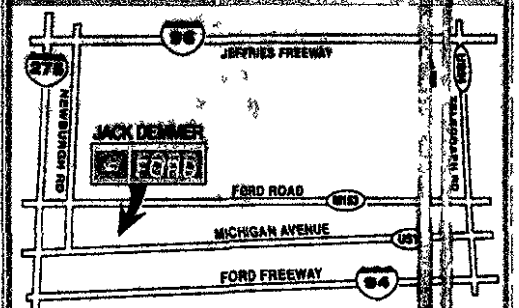 96
JEFFRIES FREEWAY
275
NEWBURGH RD
TELEGRAPH RD
JACK DEMMER
FORD
FORD ROAD
M153
MICHIGAN AVENUE
US12
FORD FREEWAY
94